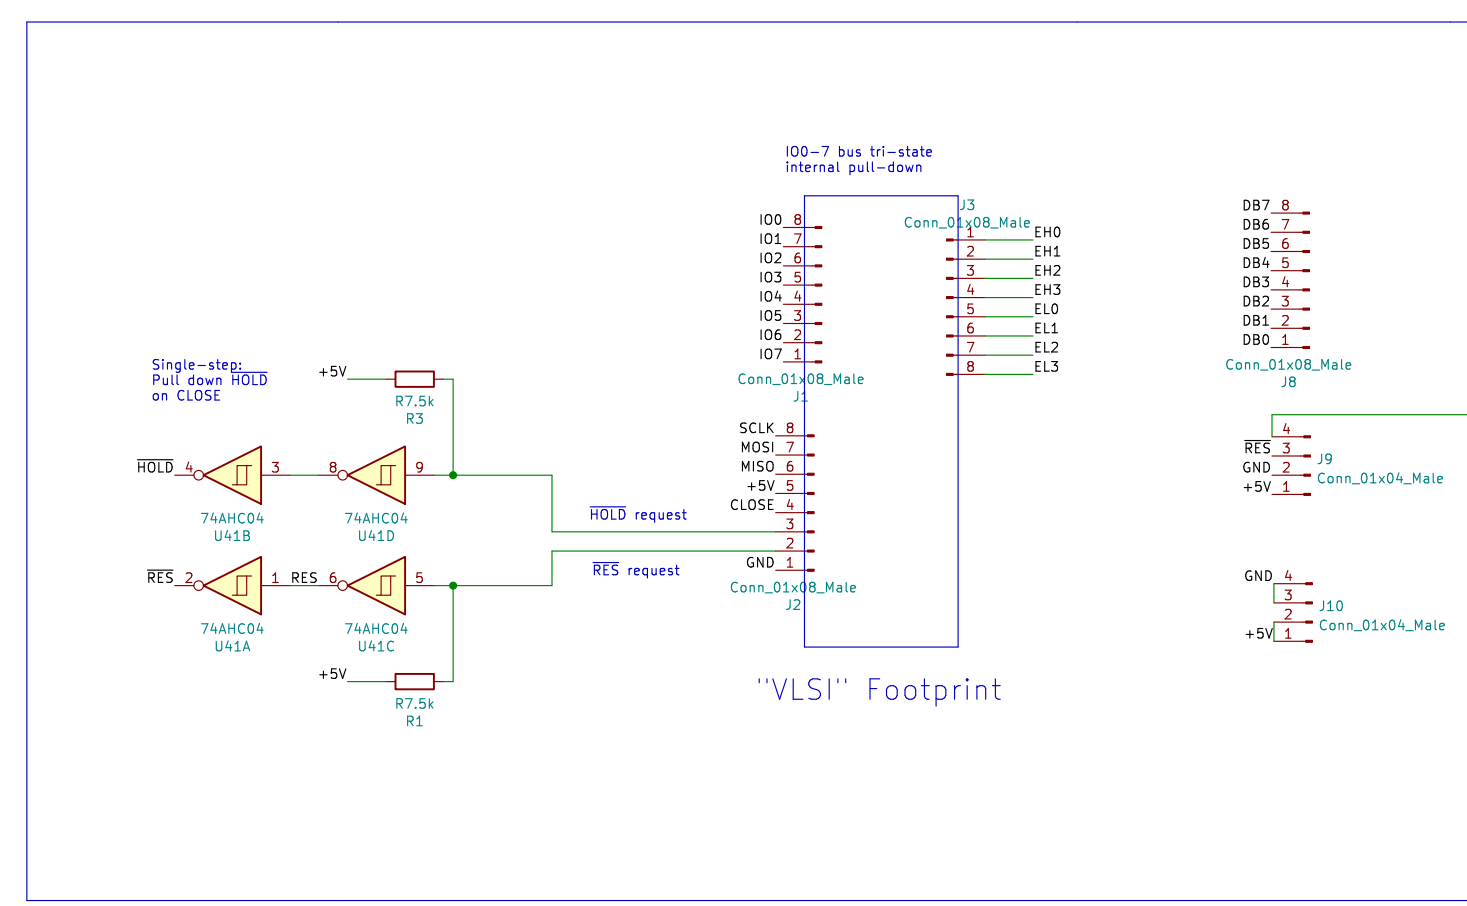 IO0-7 bus tri-state
internal pull-down
J3
Conn_01x08_Male
IO0 8
IO1 7
IO2 6
IO3 5
IO4 4
IO5 3
IO6 2
IO7 1
Conn_01x08_Male
J1
1 EH0
2 EH1
3 EH2
4 EH3
5 EL0
6 EL1
7 EL2
8 EL3
DB7 8
DB6 7
DB5 6
DB4 5
DB3 4
DB2 3
DB1 2
DB0 1
Conn_01x08_Male
J8
Single-step:
Pull down HOLD
on CLOSE
+5V
R7.5k
R3
HOLD 4
3
8
9
74AHC04
U41B
74AHC04
U41D
RES 2
1 RES 6
5
74AHC04
U41A
74AHC04
U41C
+5V
R7.5k
R1
HOLD request
RES request
SCLK 8
MOSI 7
MISO 6
+5V 5
CLOSE 4
3
2
GND 1
Conn_01x08_Male
J2
"VLSI" Footprint
4
RES 3
GND 2
+5V 1
J9
Conn_01x04_Male
GND 4
3
2
+5V 1
J10
Conn_01x04_Male